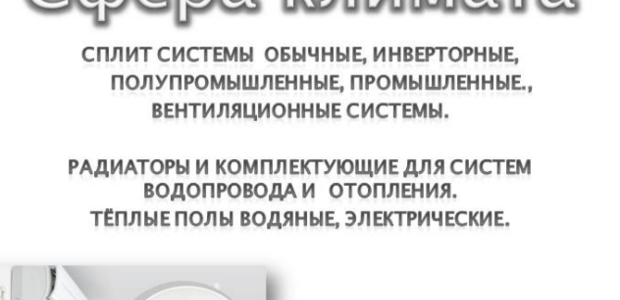 Сфера климата
СПЛИТ СИСТЕМЫ ОБЫЧНЫЕ, ИНВЕРТОРНЫЕ,
ПОЛУПРОМЫШЛЕННЫЕ, ПРОМЫШЛЕННЫЕ.,
ВЕНТИЛЯЦИОННЫЕ СИСТЕМЫ.
РАДИАТОРЫ И КОМПЛЕКТУЮЩИЕ ДЛЯ СИСТЕМ
ВОДОПРОВОДА И ОТОПЛЕНИЯ.
ТЁПЛЫЕ ПОЛЫ ВОДЯНЫЕ, ЭЛЕКТРИЧЕСКИЕ.